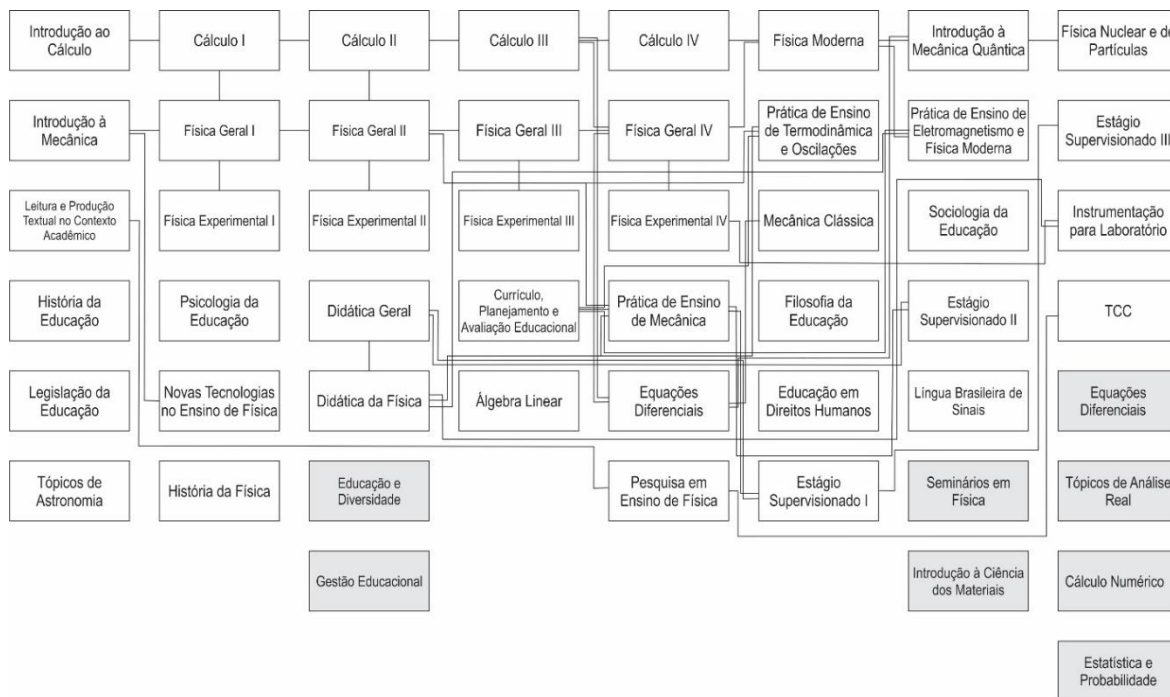 Introdução ao
Cálculo
Cálculo I
Cálculo II
Cálculo III
Cálculo IV
Física Moderna
Introdução à
Mecânica Quântica
Física Nuclear e de
Partículas
Introdução à
Mecânica
Física Geral I
Física Geral II
Física Geral III
Física Geral IV
Prática de Ensino
de Termodinâmica
e Oscilações
Prática de Ensino de
Eletromagnetismo e
Física Moderna
Estágio
Supervisionado III
Leitura e Produção
Textual no Contexto
Acadêmico
Física Experimental I
Física Experimental II
Física Experimental III
Física Experimental IV
Mecânica Clássica
Sociologia da
Educação
Instrumentação
para Laboratório
História da
Educação
Psicologia da
Educação
Didática Geral
Currículo,
Planejamento e
Avaliação Educacional
Prática de Ensino
de Mecânica
Filosofia da
Educação
Estágio
Supervisionado II
TCC
Legislação da
Educação
Novas Tecnologias
no Ensino de Física
Didática da Física
Álgebra Linear
Equações
Diferenciais
Educação em
Direitos Humanos
Língua Brasileira de
Sinais
Equações
Diferenciais
Tópicos de
Astronomia
História da Física
Educação e
Diversidade
Pesquisa em
Ensino de Física
Estágio
Supervisionado I
Seminários em
Física
Tópicos de Análise
Real
Gestão Educacional
Introdução à Ciência
dos Materiais
Cálculo Numérico
Estatística e
Probabilidade